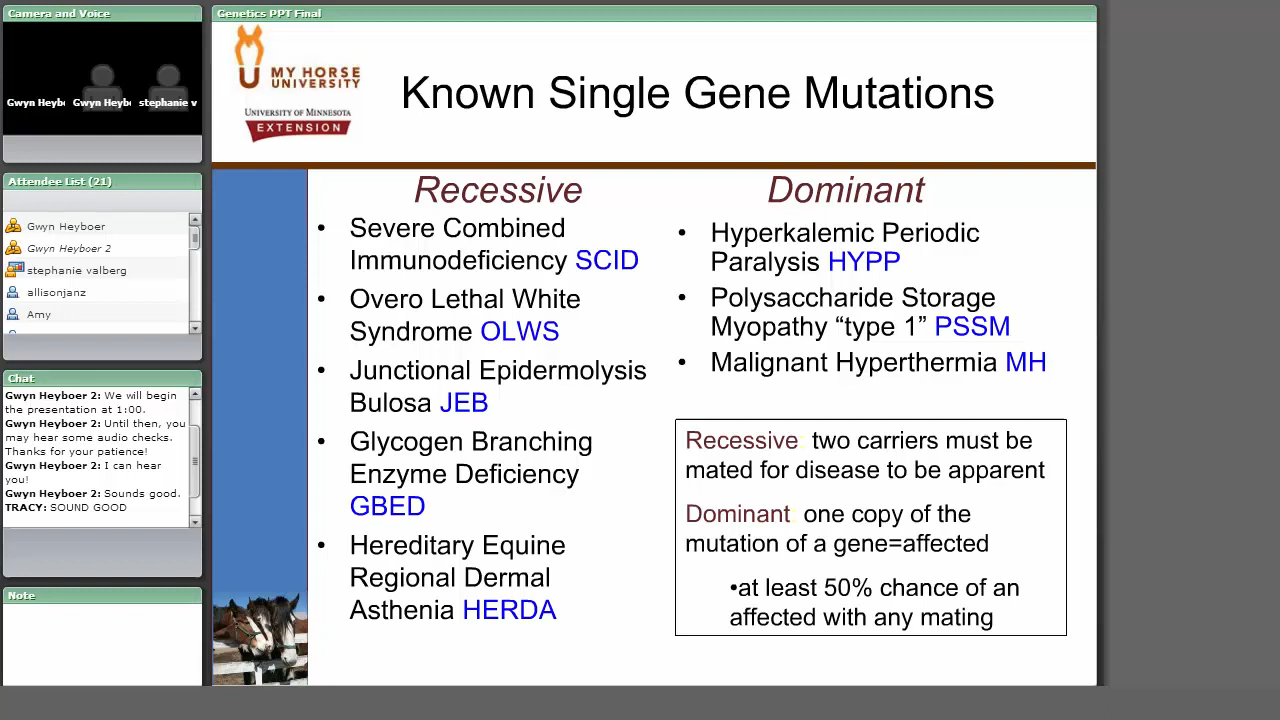 Camera and Voice
Gwyn Heyb
Gwyn Heyb
stephanie v
Attendee List (21)
Gwyn Heyboer
Gwyn Heyboer 2
stephanie valberg
allisonjanz
Amy
Chat
Gwyn Heyboer 2: We will begin
the presentation at 1:00.
Gwyn Heyboer 2: Until then, you
may hear some audio checks.
Thanks for your patience!
Gwyn Heyboer 2: I can hear
you!
Gwyn Heyboer 2: Sounds good.
TRACY: SOUND GOOD
Note
Genetics PPT Final
MY HORSE
UNIVERSITY
UNIVERSITY OF MINNESOTA
EXTENSION
Known Single Gene Mutations
Recessive
• Severe Combined
Immunodeficiency SCID
• Overo Lethal White
Syndrome OLWS
• Junctional Epidermolysis
Bulosa JEB
• Glycogen Branching
Enzyme Deficiency
GBED
• Hereditary Equine
Regional Dermal
Asthenia HERDA
Dominant
• Hyperkalemic Periodic
Paralysis HYPP
• Polysaccharide Storage
Myopathy “type 1” PSSM
• Malignant Hyperthermia MH
Recessive: two carriers must be
mated for disease to be apparent
Dominant: one copy of the
mutation of a gene=affected
•at least 50% chance of an
affected with any mating